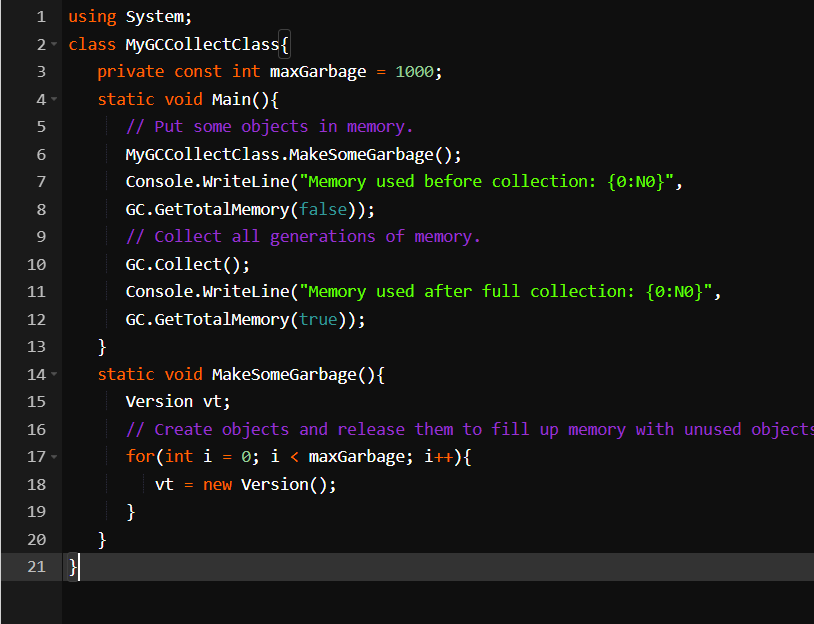 1 using System;
2 class MyGCCollectClass{
3 private const int maxGarbage = 1000;
4 static void Main(){
5 // Put some objects in memory.
6 MyGCCollectClass.MakeSomeGarbage();
7 Console.WriteLine("Memory used before collection: {0:N0}",
8 GC.GetTotalMemory(false));
9 // Collect all generations of memory.
10 GC.Collect();
11 Console.WriteLine("Memory used after full collection: {0:N0}",
12 GC.GetTotalMemory(true));
13 }
14 static void MakeSomeGarbage(){
15 Version vt;
16 // Create objects and release them to fill up memory with unused objects
17 for(int i = 0; i < maxGarbage; i++){
18 vt = new Version();
19 }
20 }
21 }